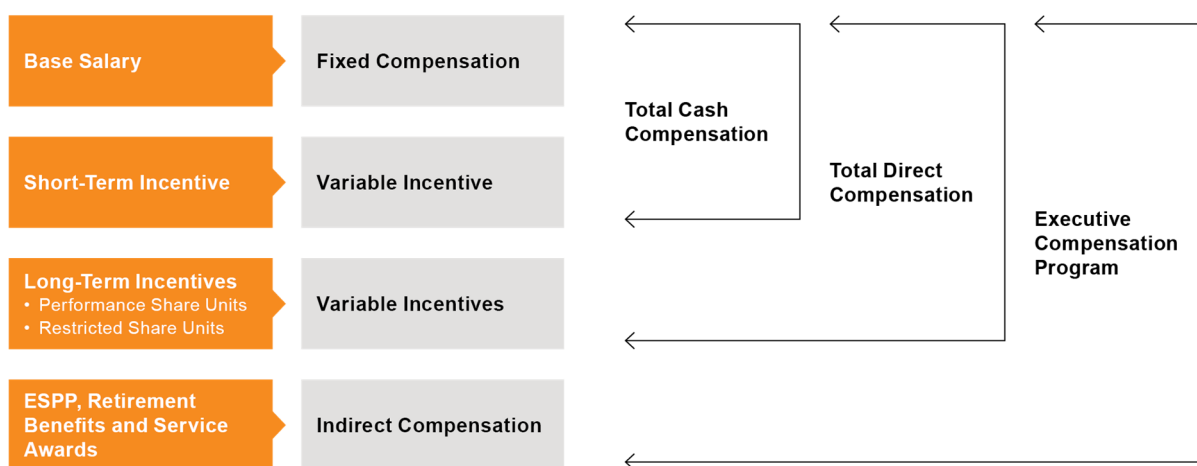 Base Salary
Fixed Compensation
Total Cash
Compensation
Short-Term Incentive
Variable Incentive
Total Direct
Compensation
Executive
Compensation
Program
Long-Term Incentives
• Performance Share Units
• Restricted Share Units
Variable Incentives
ESPP, Retirement
Benefits and Service
Awards
Indirect Compensation